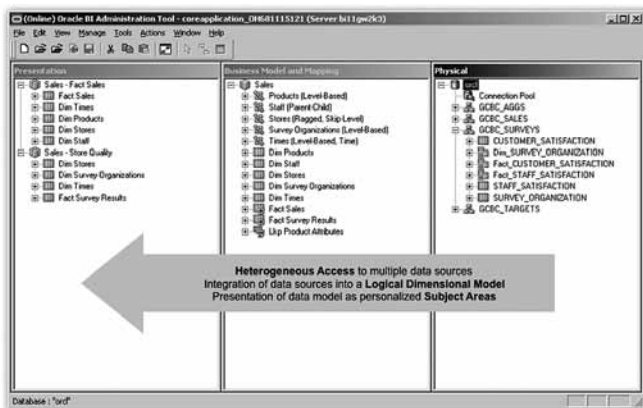 (Online) Oracle BI Administration Tool - coreapplication_OH681115121 (Server bi11gw2k3)
File Edit View Manage Tools Actions Window Help
Presentation
Sales - Fact Sales
Fact Sales
Dim Times
Dim Products
Dim Stores
Dim Staff
Sales - Store Quality
Dim Stores
Dim Survey Organizations
Dim Times
Fact Survey Results
Business Model and Mapping
Sales
Products (Level-Based)
Staff (Parent-Child)
Stores (Ragged, Skip-Level)
Survey Organizations (Level-Based)
Times (Level-Based, Time)
Dim Products
Dim Staff
Dim Stores
Dim Survey Organizations
Dim Times
Fact Sales
Fact Survey Results
Lkp Product Attributes
Physical
ord
Connection Pool
GCBC_AGGS
GCBC_SALES
GCBC_SURVEYS
CUSTOMER_SATISFACTION
Dim_SURVEY_ORGANIZATION
Fact_CUSTOMER_SATISFACTION
Fact_STAFF_SATISFACTION
STAFF_SATISFACTION
SURVEY_ORGANIZATION
GCBC_TARGETS
Heterogeneous Access to multiple data sources
Integration of data sources into a Logical Dimensional Model
Presentation of data model as personalized Subject Areas
Database : "ord"